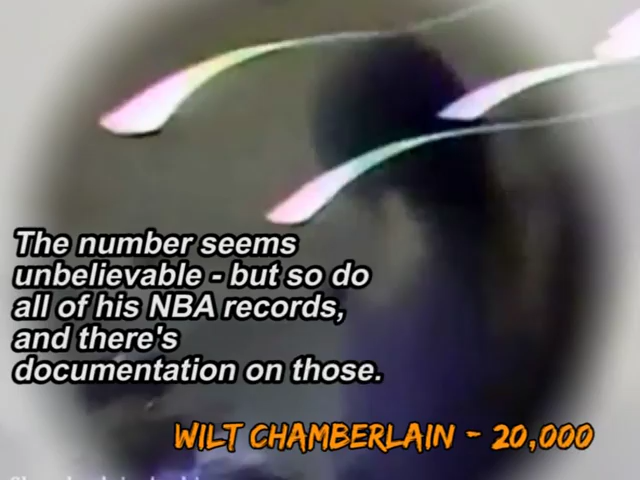 The number seems
unbelievable - but so do
all of his NBA records,
and there's
documentation on those.
WILT CHAMBERLAIN - 20,000